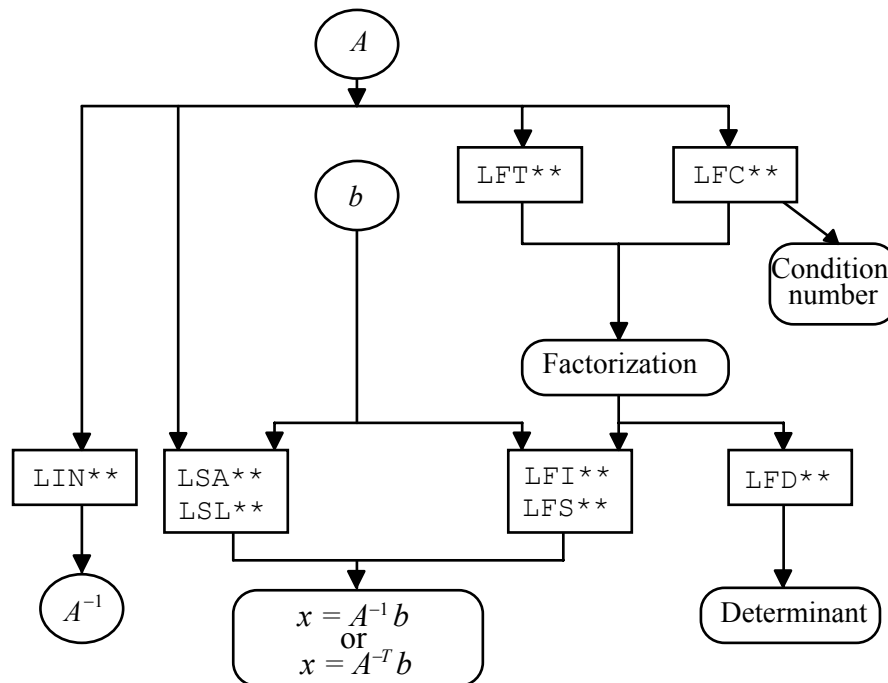 A
LFT**
LFC**
b
Condition
number
Factorization
LIN**
LSA**
LSL**
LFI**
LFS**
LFD**
A⁻¹
x = A⁻¹ b
or
x = A⁻ᵀ b
Determinant